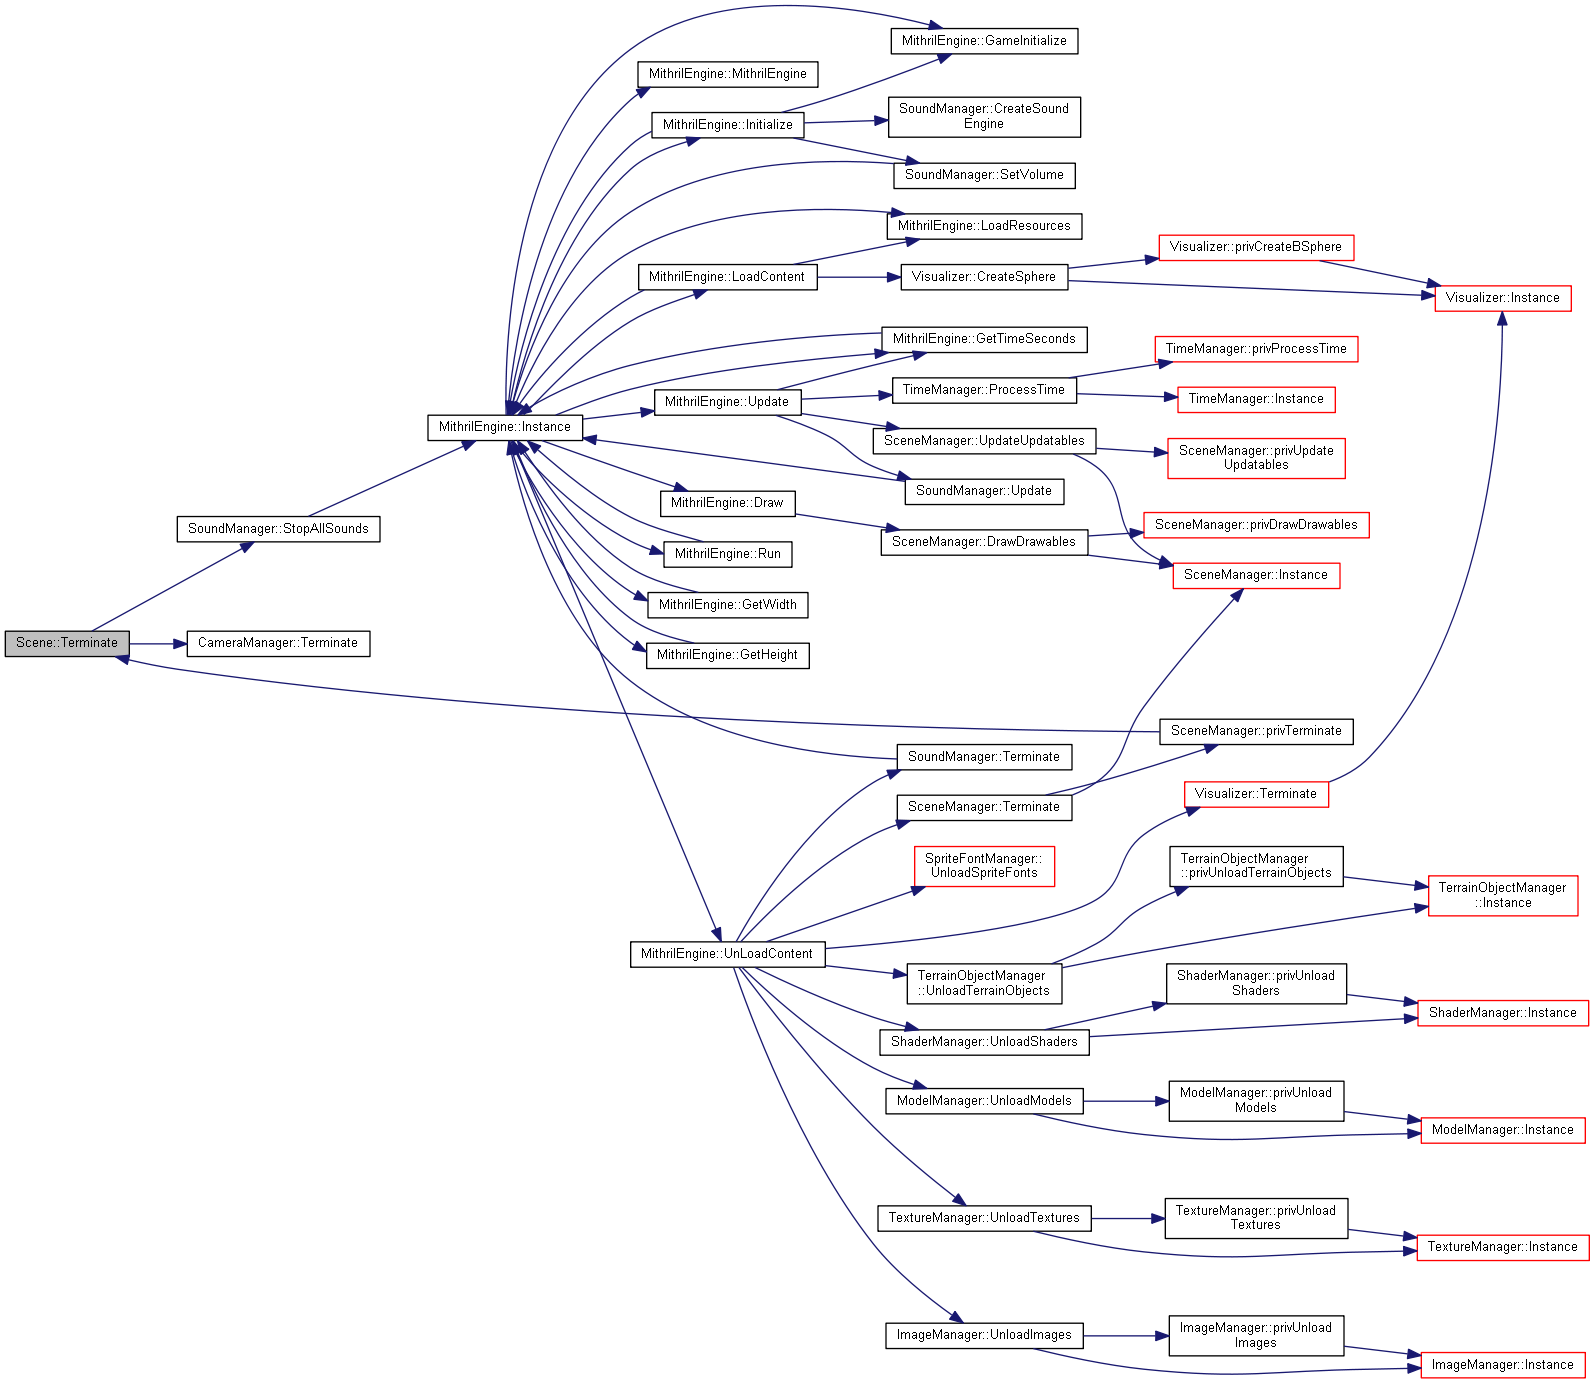 MithrilEngine::GameInitialize
MithrilEngine::MithrilEngine
SoundManager::CreateSound
Engine
MithrilEngine::Initialize
SoundManager::SetVolume
MithrilEngine::LoadResources
Visualizer::privCreateBSphere
MithrilEngine::LoadContent
Visualizer::CreateSphere
Visualizer::Instance
MithrilEngine::GetTimeSeconds
TimeManager::privProcessTime
TimeManager::ProcessTime
TimeManager::Instance
MithrilEngine::Update
MithrilEngine::Instance
SceneManager::UpdateUpdatables
SceneManager::privUpdate
Updatables
SoundManager::Update
MithrilEngine::Draw
SceneManager::privDrawDrawables
SoundManager::StopAllSounds
SceneManager::DrawDrawables
MithrilEngine::Run
SceneManager::Instance
MithrilEngine::GetWidth
Scene::Terminate
CameraManager::Terminate
MithrilEngine::GetHeight
SceneManager::privTerminate
SoundManager::Terminate
Visualizer::Terminate
SceneManager::Terminate
SpriteFontManager::
UnloadSpriteFonts
TerrainObjectManager
::privUnloadTerrainObjects
TerrainObjectManager
::Instance
MithrilEngine::UnLoadContent
TerrainObjectManager
::UnloadTerrainObjects
ShaderManager::privUnload
Shaders
ShaderManager::Instance
ShaderManager::UnloadShaders
ModelManager::UnloadModels
ModelManager::privUnload
Models
ModelManager::Instance
TextureManager::UnloadTextures
TextureManager::privUnload
Textures
TextureManager::Instance
ImageManager::UnloadImages
ImageManager::privUnload
Images
ImageManager::Instance